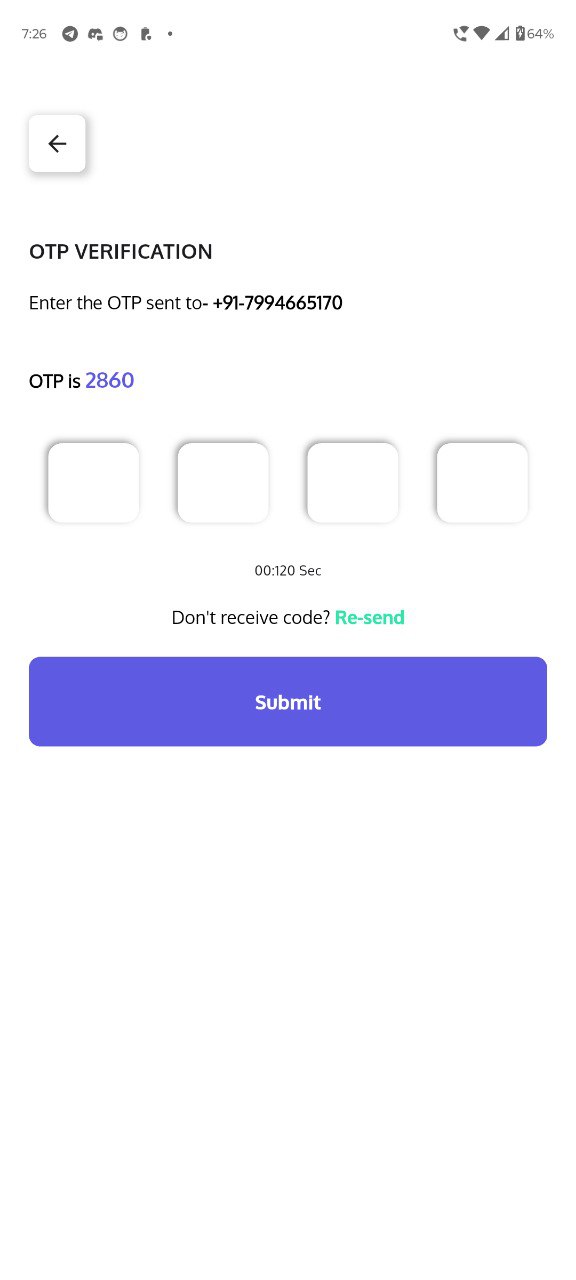 7:26
64%
OTP VERIFICATION
Enter the OTP sent to- +91-7994665170
OTP is 2860
00:120 Sec
Don't receive code? Re-send
Submit